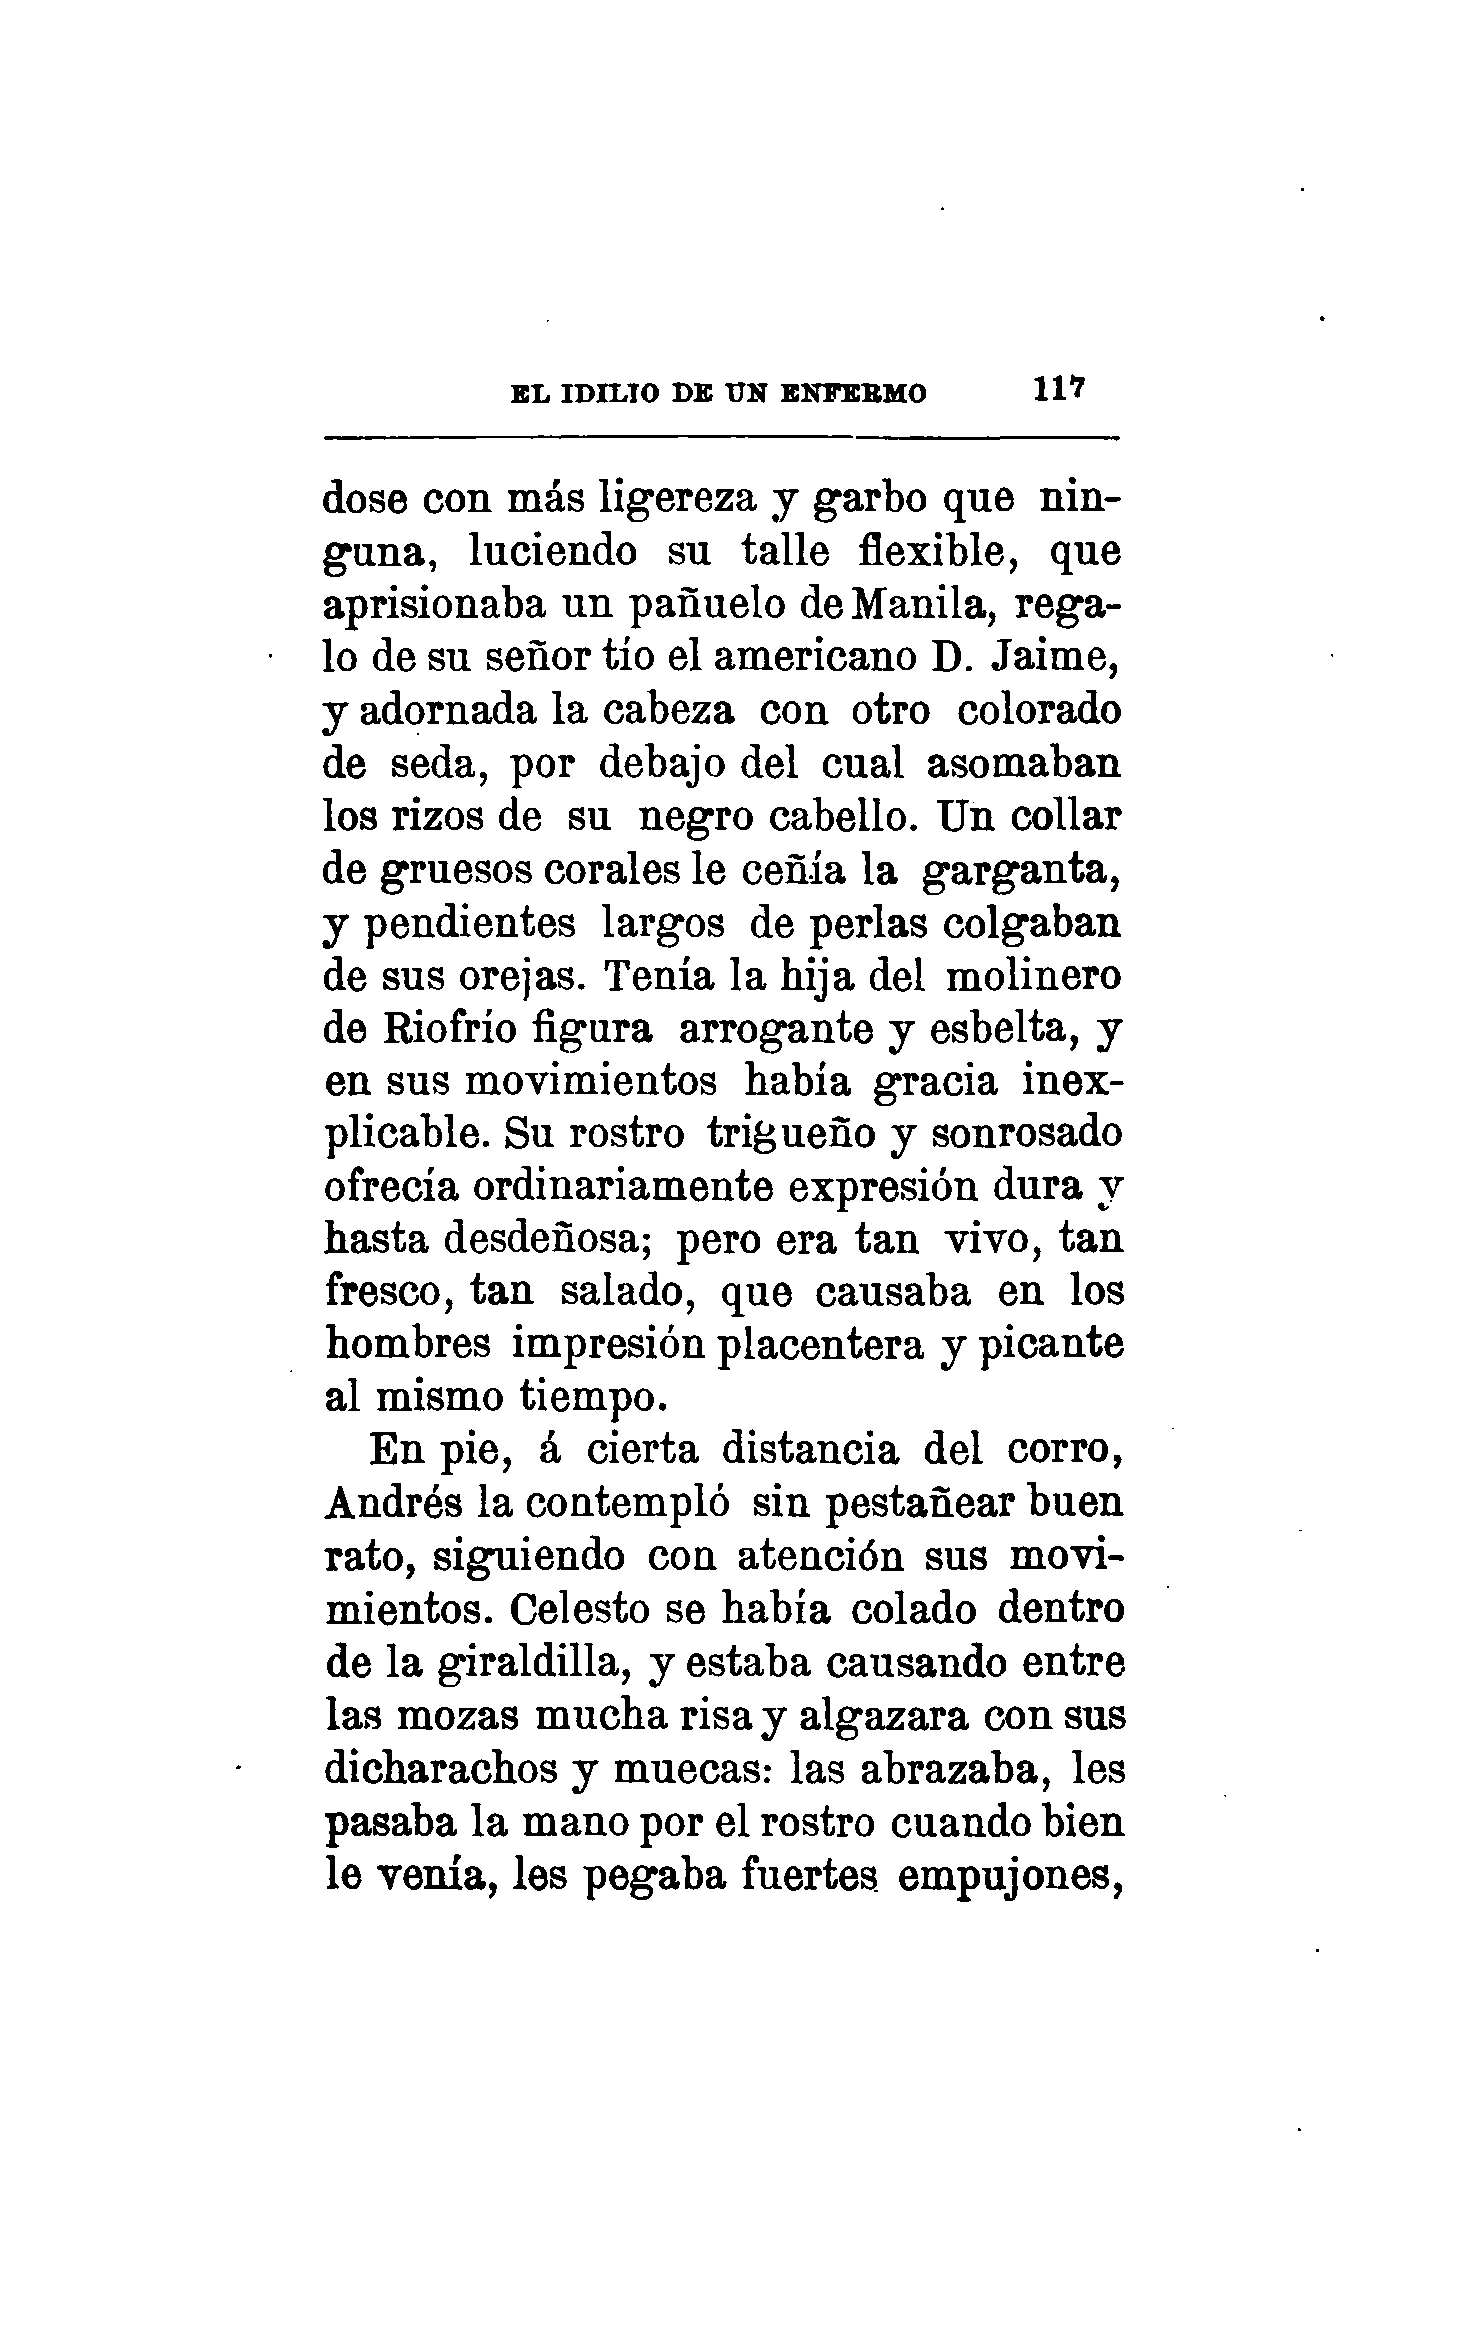 EL IDILIO DE UN ENFERMO 117
dose con más ligereza y garbo que nin-
guna, luciendo su talle flexible, que
aprisionaba un pañuelo de Manila, rega-
lo de su señor tío el americano D. Jaime,
y adornada la cabeza con otro colorado
de seda, por debajo del cual asomaban
los rizos de su negro cabello. Un collar
de gruesos corales le ceñía la garganta,
y pendientes largos de perlas colgaban
de sus orejas. Tenía la hija del molinero
de Riofrío figura arrogante y esbelta, y
en sus movimientos había gracia inex-
plicable. Su rostro trigueño y sonrosado
ofrecía ordinariamente expresión dura y
hasta desdeñosa; pero era tan vivo, tan
fresco, tan salado, que causaba en los
hombres impresión placentera y picante
al mismo tiempo.
En pie, á cierta distancia del corro,
Andrés la contempló sin pestañear buen
rato, siguiendo con atención sus movi-
mientos. Celesto se había colado dentro
de la giraldilla, y estaba causando entre
las mozas mucha risa y algazara con sus
dicharachos y muecas: las abrazaba, les
pasaba la mano por el rostro cuando bien
le venía, les pegaba fuertes empujones,